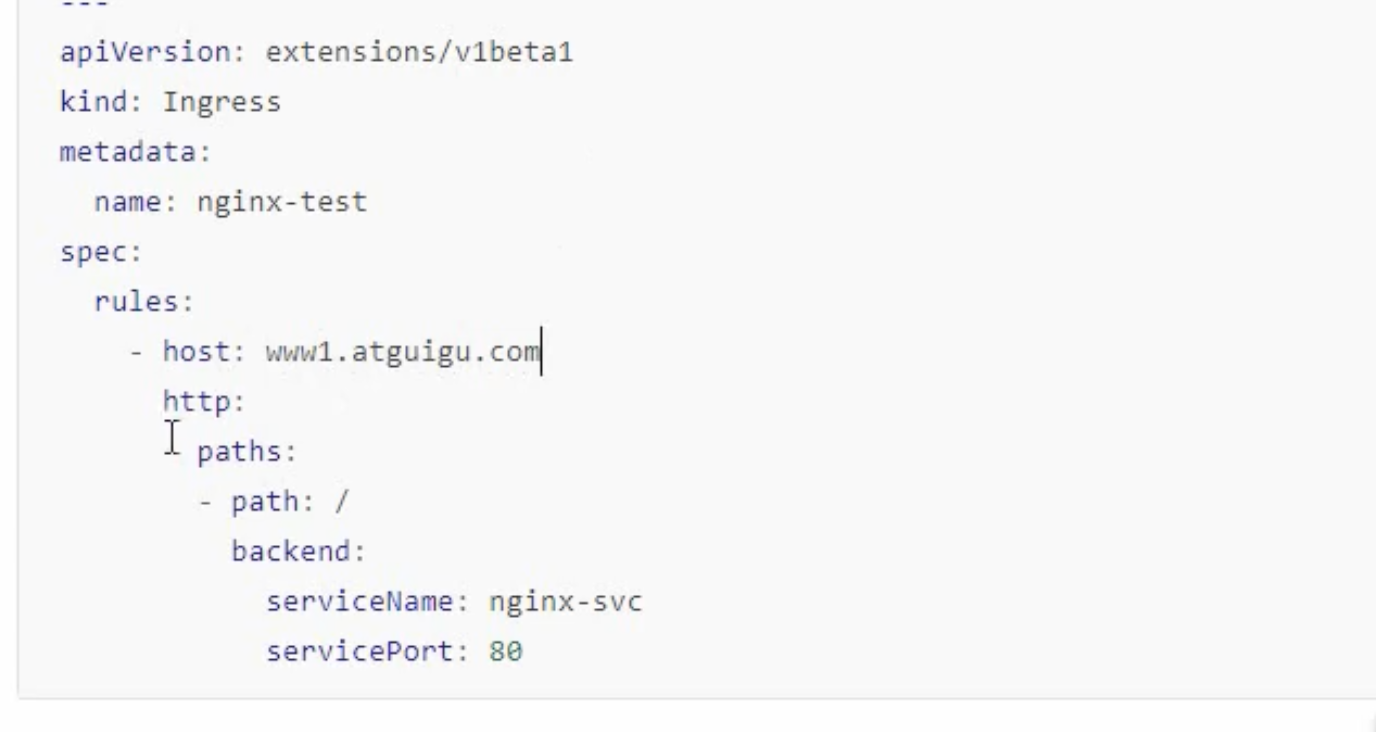 ---
apiVersion: extensions/v1beta1
kind: Ingress
metadata:
  name: nginx-test
spec:
  rules:
    - host: www1.atguigu.com
      http:
        paths:
        - path: /
          backend:
            serviceName: nginx-svc
            servicePort: 80